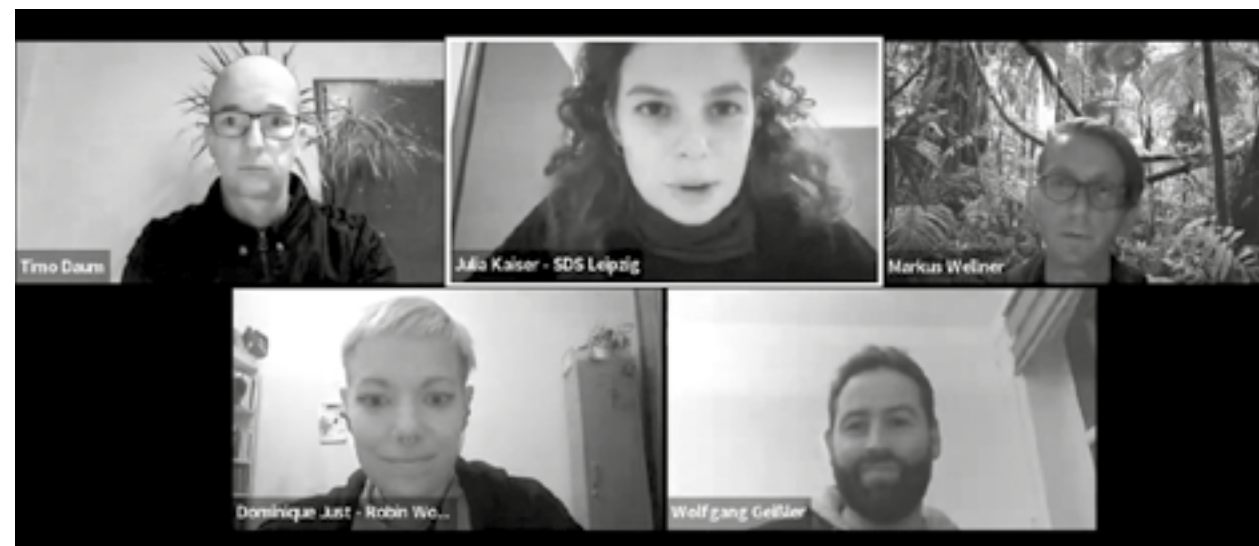 Timo Daum
Julia Kaiser - SDS Leipzig
Markus Wellner
Dominique Just - Robin Wo...
Wolfgang Geißler